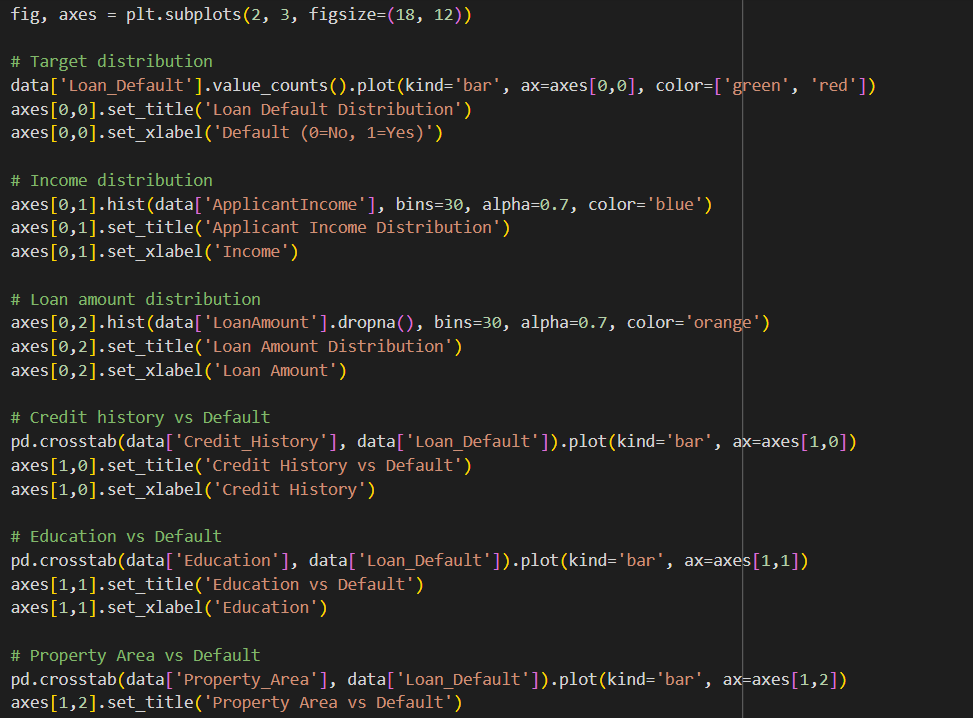 fig, axes = plt.subplots(2, 3, figsize=(18, 12))
# Target distribution
data['Loan_Default'].value_counts().plot(kind='bar', ax=axes[0,0], color=['green', 'red'])
axes[0,0].set_title('Loan Default Distribution')
axes[0,0].set_xlabel('Default (0=No, 1=Yes)')
# Income distribution
axes[0,1].hist(data['ApplicantIncome'], bins=30, alpha=0.7, color='blue')
axes[0,1].set_title('Applicant Income Distribution')
axes[0,1].set_xlabel('Income')
# Loan amount distribution
axes[0,2].hist(data['LoanAmount'].dropna(), bins=30, alpha=0.7, color='orange')
axes[0,2].set_title('Loan Amount Distribution')
axes[0,2].set_xlabel('Loan Amount')
# Credit history vs Default
pd.crosstab(data['Credit_History'], data['Loan_Default']).plot(kind='bar', ax=axes[1,0])
axes[1,0].set_title('Credit History vs Default')
axes[1,0].set_xlabel('Credit History')
# Education vs Default
pd.crosstab(data['Education'], data['Loan_Default']).plot(kind='bar', ax=axes[1,1])
axes[1,1].set_title('Education vs Default')
axes[1,1].set_xlabel('Education')
# Property Area vs Default
pd.crosstab(data['Property_Area'], data['Loan_Default']).plot(kind='bar', ax=axes[1,2])
axes[1,2].set_title('Property Area vs Default')